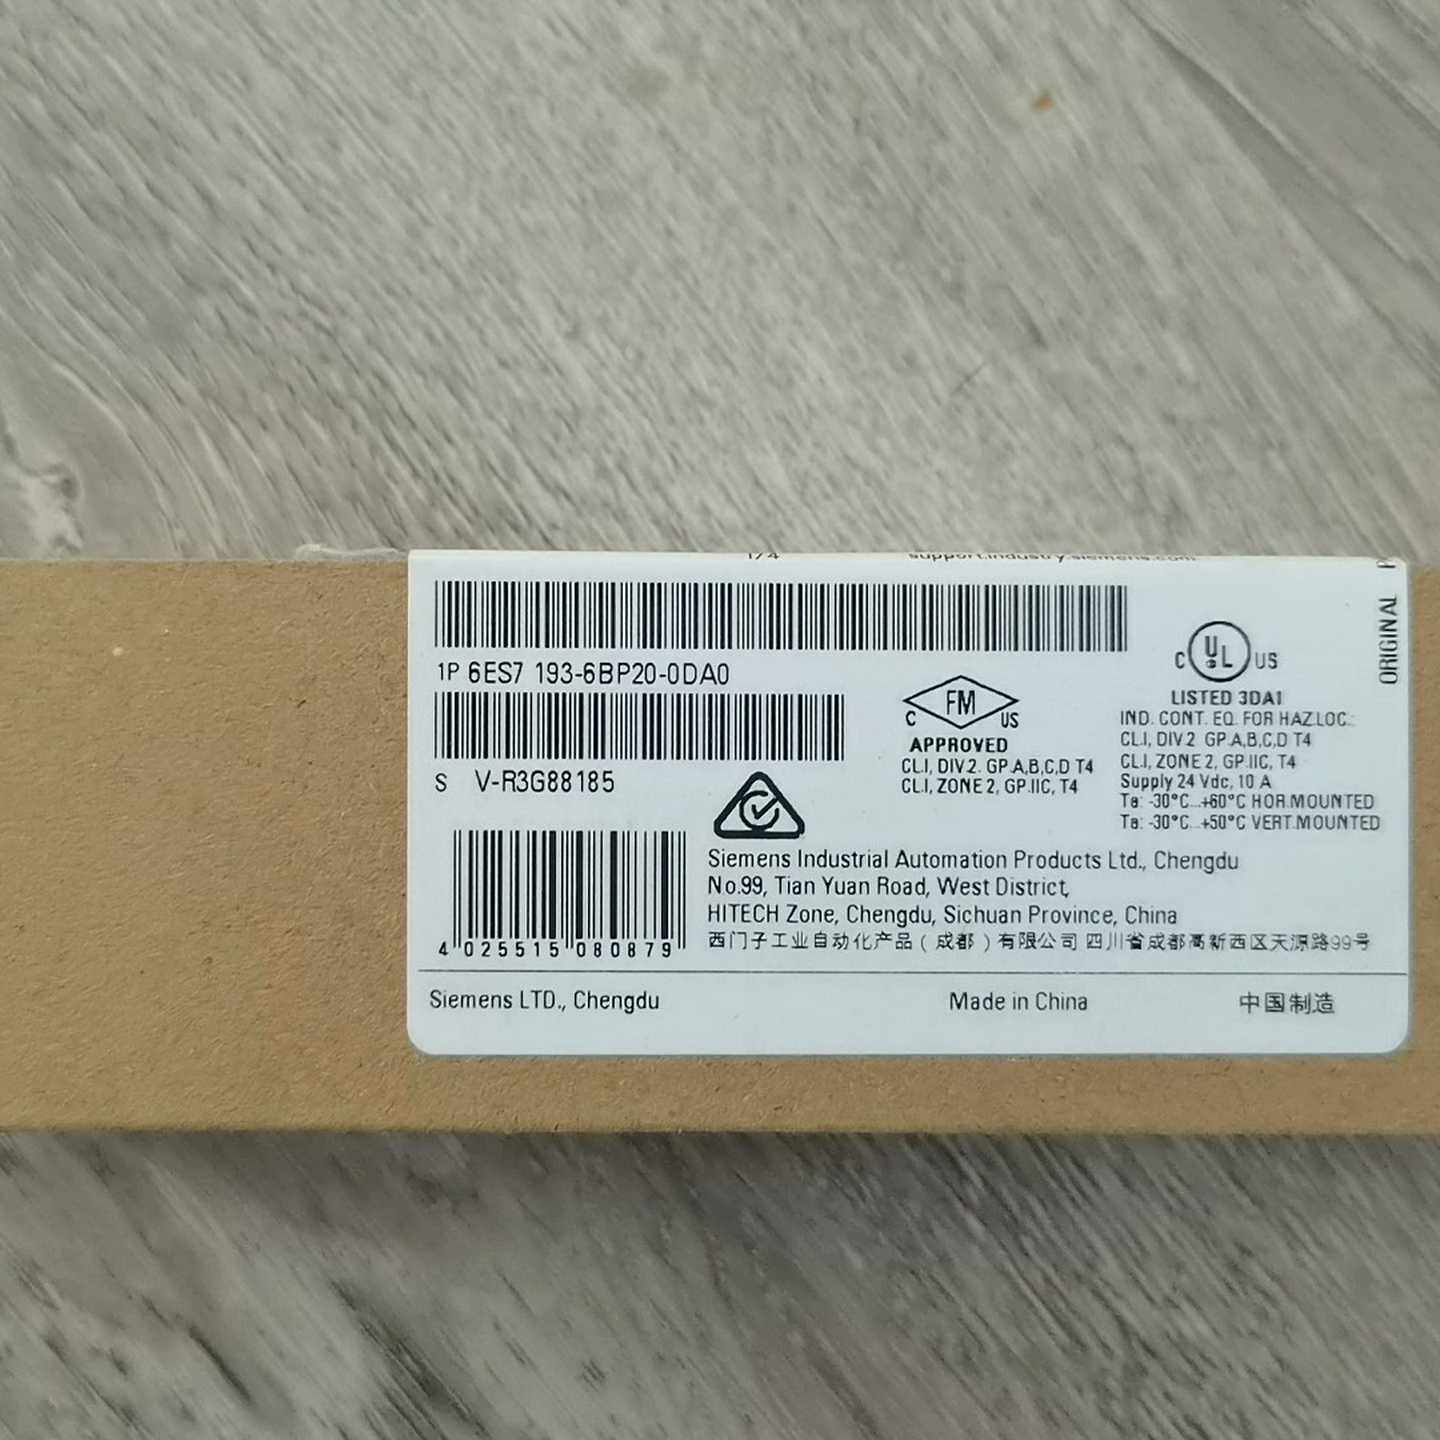 1/4
support.industry.siemens.com
1P 6ES7 193-6BP20-0DA0
S V-R3G88185
4 025515 080879
C FM US
APPROVED
CL.I, DIV.2. GP.A,B,C,D T4
CL.I, ZONE 2, GP.IIC, T4
C UL US
LISTED 3DA1
IND. CONT. EQ. FOR HAZ.LOC.:
CL.I, DIV.2 GP.A,B,C,D T4
CL.I, ZONE 2, GP.IIC, T4
Supply 24 Vdc, 10 A
Ta: -30°C...+60°C HOR.MOUNTED
Ta: -30°C...+50°C VERT.MOUNTED
ORIGINAL
Siemens Industrial Automation Products Ltd., Chengdu
No.99, Tian Yuan Road, West District,
HITECH Zone, Chengdu, Sichuan Province, China
西门子工业自动化产品(成都)有限公司 四川省成都高新西区天源路99号
Siemens LTD., Chengdu
Made in China
中国制造